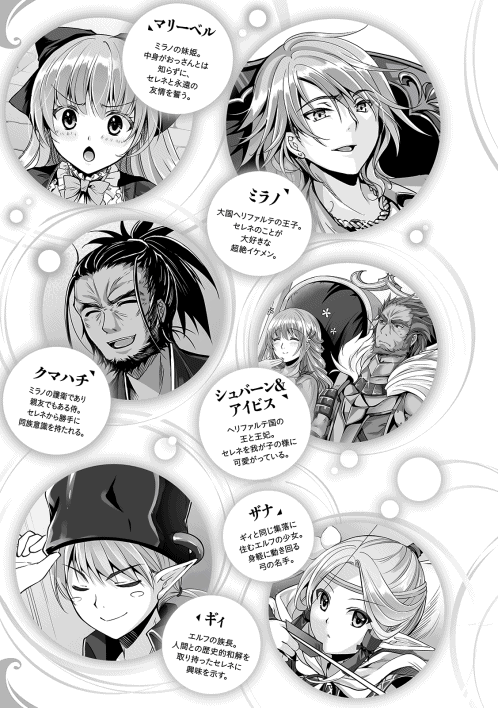 マリーベル
ミラノの妹姫。
中身がおっさんとは
知らずに、
セレネと永遠の
友情を誓う。
ミラノ
大国ヘリファルテの王子。
セレネのことが
大好きな
超絶イケメン。
クマハチ
ミラノの護衛であり
親友でもある侍。
セレネから勝手に
同族意識を持たれる。
シュバーン&
アイビス
ヘリファルテ国の
王と王妃。
セレネを我が子の様に
可愛がっている。
ザナ
ギィと同じ集落に
住むエルフの少女。
身軽に動き回る
弓の名手。
ギィ
エルフの族長。
人間との歴史的和解を
取り持ったセレネに
興味を示す。